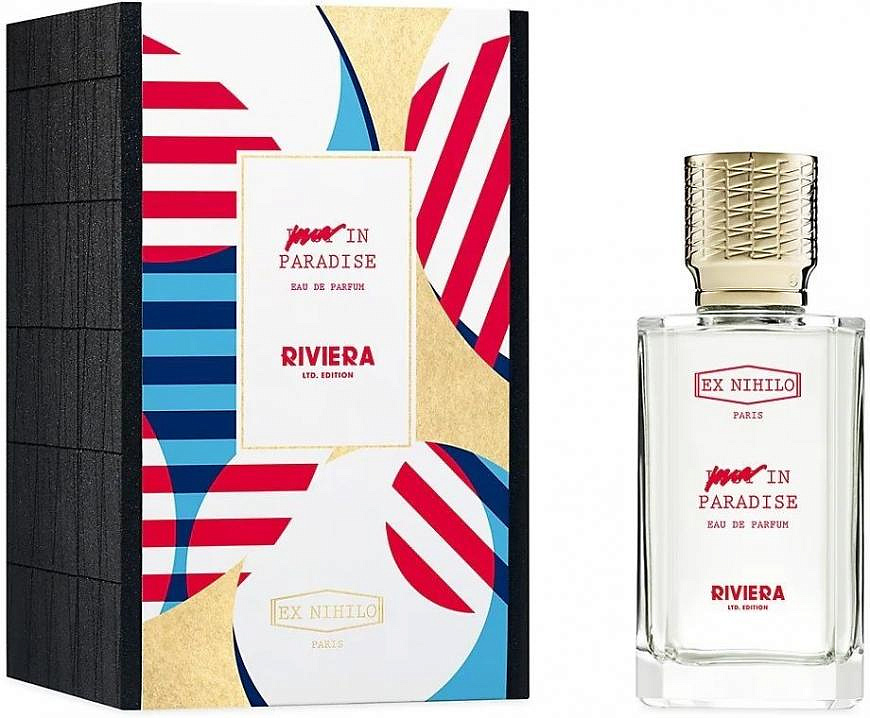 IN
PARADISE
EAU DE PARFUM
RIVIERA
LTD. EDITION
EX NIHILO
PARIS
EX NIHILO
PARIS
IN
PARADISE
EAU DE PARFUM
RIVIERA
LTD. EDITION